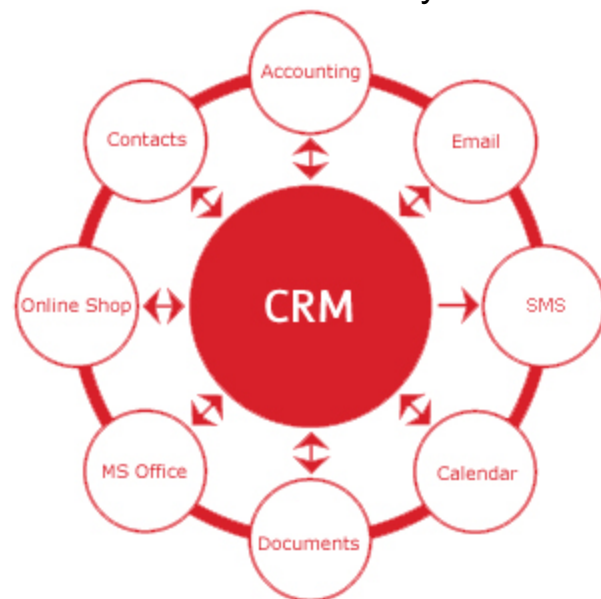 Accounting
Contacts
Email
Online Shop
CRM
SMS
MS Office
Calendar
Documents